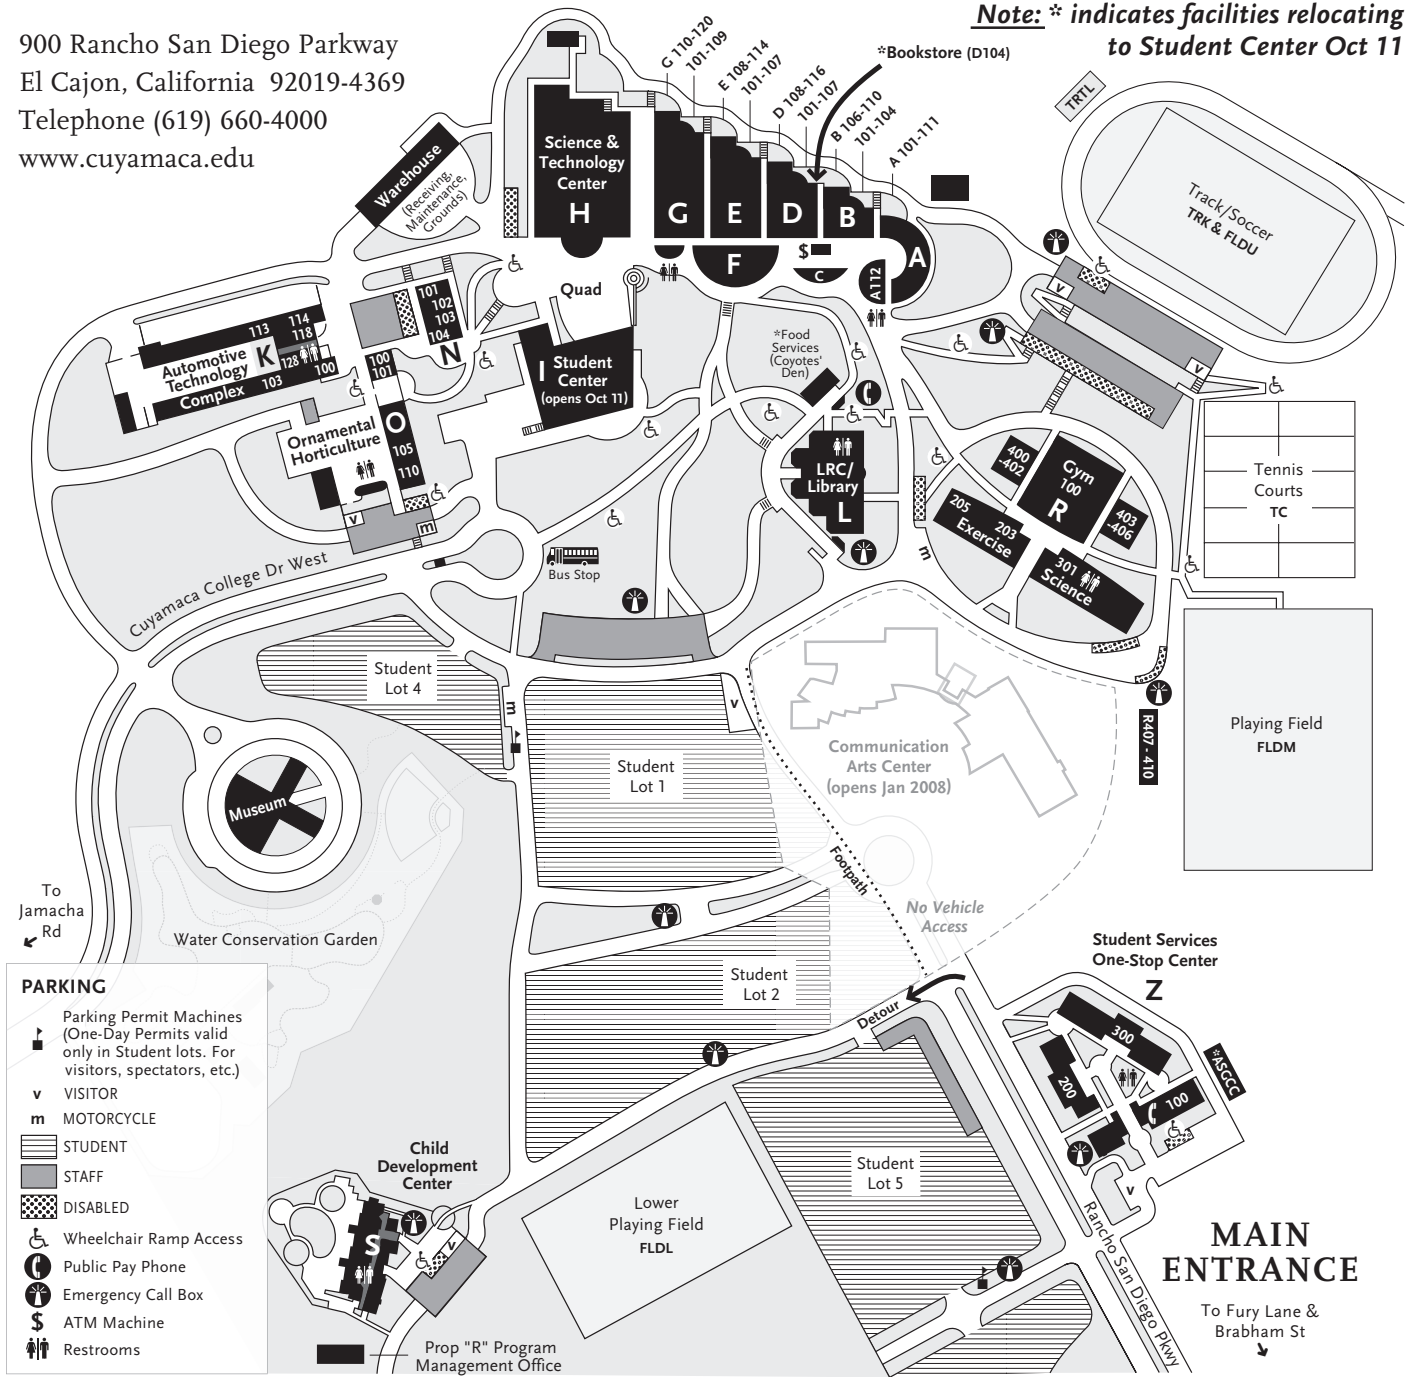 900 Rancho San Diego Parkway
El Cajon, California 92019-4369
Telephone (619) 660-4000
www.cuyamaca.edu
Note: * indicates facilities relocating
to Student Center Oct 11
*Bookstore (D104)
G 110-120
101-109
E 108-114
101-107
D 108-116
101-107
B 106-110
101-104
A 101-111
TRTL
Track/Soccer
TRK & FLDU
Warehouse
(Receiving,
Maintenance,
Grounds)
Science &
Technology
Center
H
G
E
D
B
A
F
$
C
A112
Quad
101
102
103
104
N
113
114
118
Automotive
Technology
Complex
K
128
103
100
100
101
O
105
110
Ornamental
Horticulture
v
m
I
Student
Center
(opens Oct 11)
*Food
Services
(Coyotes'
Den)
LRC/
Library
L
m
v
v
400
-402
Gym
100
R
403
-406
205
203
Exercise
301
Science
Tennis
Courts
TC
Playing Field
FLDM
R407 - 410
Bus Stop
Cuyamaca College Dr West
Student
Lot 4
m
v
Student
Lot 1
Communication
Arts Center
(opens Jan 2008)
Footpath
No Vehicle
Access
Museum
Water Conservation Garden
To
Jamacha
Rd
Student
Lot 2
Detour
Student Services
One-Stop Center
Z
300
200
100
*ASGCC
v
Student
Lot 5
Lower
Playing Field
FLDL
Child
Development
Center
S
v
Prop "R" Program
Management Office
Rancho San Diego Pkwy
MAIN
ENTRANCE
To Fury Lane &
Brabham St
PARKING
Parking Permit Machines
(One-Day Permits valid
only in Student lots. For
visitors, spectators, etc.)
v VISITOR
m MOTORCYCLE
STUDENT
STAFF
DISABLED
Wheelchair Ramp Access
Public Pay Phone
Emergency Call Box
$ ATM Machine
Restrooms